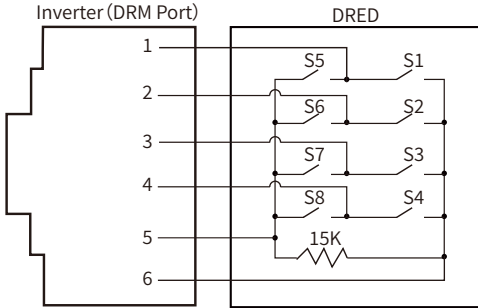 Inverter (DRM Port) DRED
1
S5 S1
2
S6 S2
3
S7 S3
4
S8 S4
5 15K
6